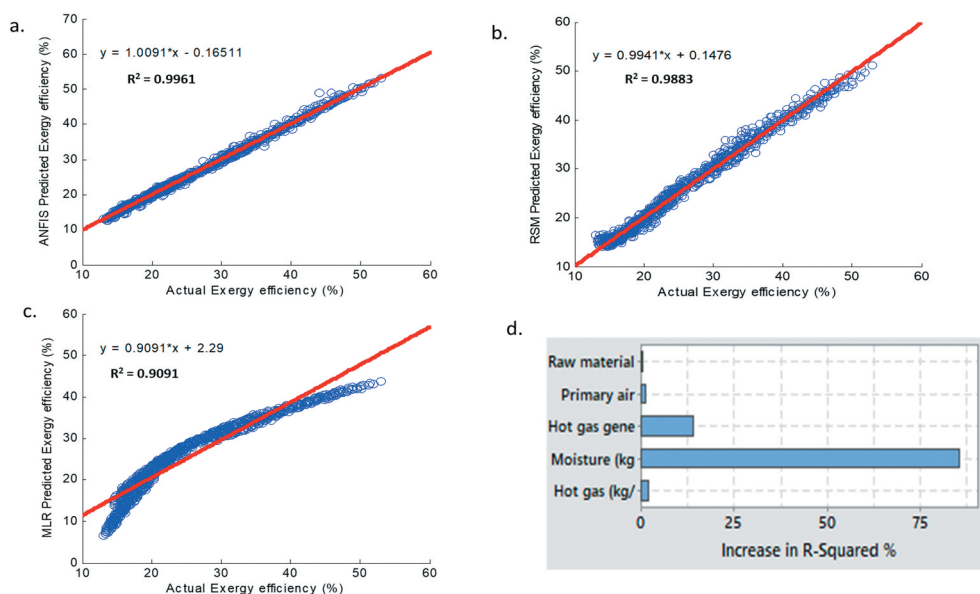 a.
70
60
50
40
30
20
10
0
ANFIS Predicted Exergy efficiency (%)
y = 1.0091*x - 0.16511
R² = 0.9961
10 20 30 40 50 60
Actual Exergy efficiency (%)
b.
60
50
40
30
20
10
RSM Predicted Exergy efficiency (%)
y = 0.9941*x + 0.1476
R² = 0.9883
10 20 30 40 50 60
Actual Exergy efficiency (%)
c.
60
50
40
30
20
10
0
MLR Predicted Exergy efficiency (%)
y = 0.9091*x + 2.29
R² = 0.9091
10 20 30 40 50 60
Actual Exergy efficiency (%)
d.
Raw material
Primary air
Hot gas gene
Moisture (kg
Hot gas (kg/
0 25 50 75
Increase in R-Squared %